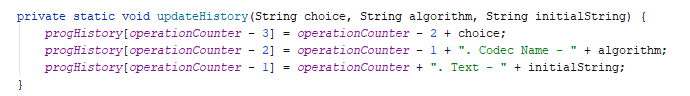 private static void updateHistory(String choice, String algorithm, String initialString) {
progHistory[operationCounter - 3] = operationCounter - 2 + choice;
progHistory[operationCounter - 2] = operationCounter - 1 + ". Codec Name - " + algorithm;
progHistory[operationCounter - 1] = operationCounter + ". Text - " + initialString;
}